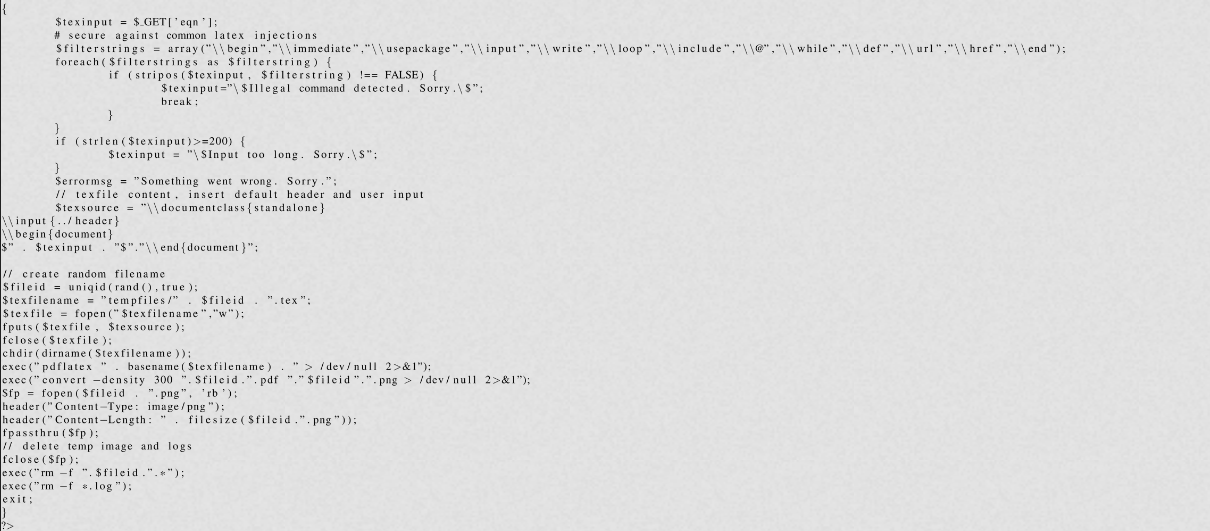 {
$texinput = $_GET['eqn'];
# secure against common latex injections
$filterstrings = array("\\begin","\\immediate","\\usepackage","\\input","\\write","\\loop","\\include","\\@","\\while","\\def","\\url","\\href","\\end");
foreach($filterstrings as $filterstring) {
if (stripos($texinput, $filterstring) !== FALSE) {
$texinput="\$Illegal command detected. Sorry.\$";
break;
}
}
if (strlen($texinput)>=200) {
$texinput = "\$Input too long. Sorry.\$";
}
$errormsg = "Something went wrong. Sorry.";
// texfile content, insert default header and user input
$texsource = "\\documentclass{standalone}
\\input{../header}
\\begin{document}
$" . $texinput . "$"."\\end{document}";
// create random filename
$fileid = uniqid(rand(),true);
$texfilename = "tempfiles/" . $fileid . ".tex";
$texfile = fopen("$texfilename","w");
fputs($texfile, $texsource);
fclose($texfile);
chdir(dirname($texfilename));
exec("pdflatex " . basename($texfilename) . " > /dev/null 2>&1");
exec("convert −density 300 ".$fileid.".pdf "."$fileid".".png > /dev/null 2>&1");
$fp = fopen($fileid . ".png", 'rb');
header("Content−Type: image/png");
header("Content−Length: " . filesize($fileid.".png"));
fpassthru($fp);
// delete temp image and logs
fclose($fp);
exec("rm −f ".$fileid.".*");
exec("rm −f *.log");
exit;
}
?>